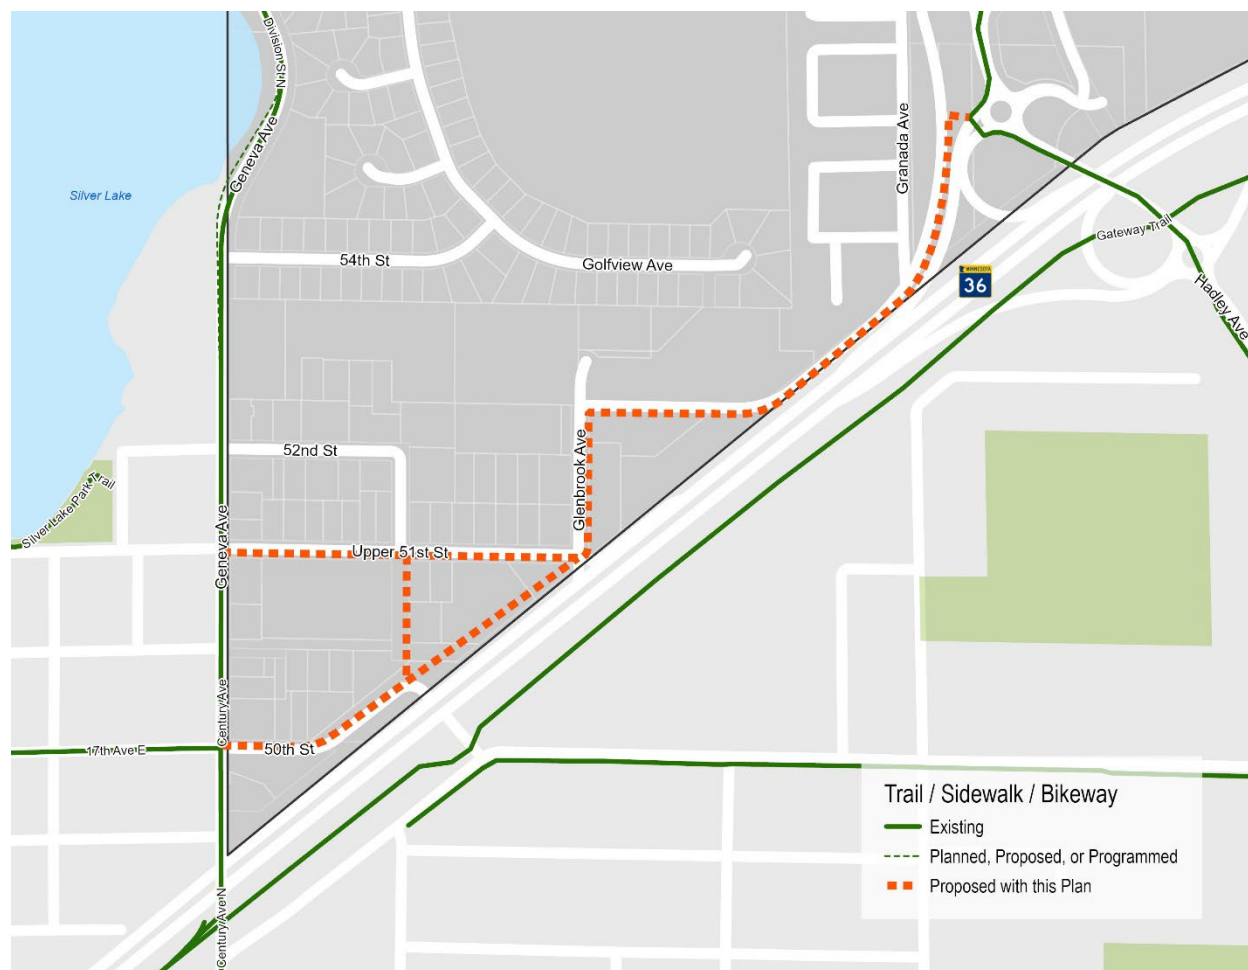 Division St N
Geneva Ave
Silver Lake
Granada Ave
54th St
Golfview Ave
Gateway Trail
MINNESOTA
36
Hadley Ave
52nd St
Glenbrook Ave
Silver Lake Park Trail
Geneva Ave
Upper 51st St
Century Ave
17th Ave E
50th St
Trail / Sidewalk / Bikeway
Existing
Planned, Proposed, or Programmed
Proposed with this Plan
Century Ave N